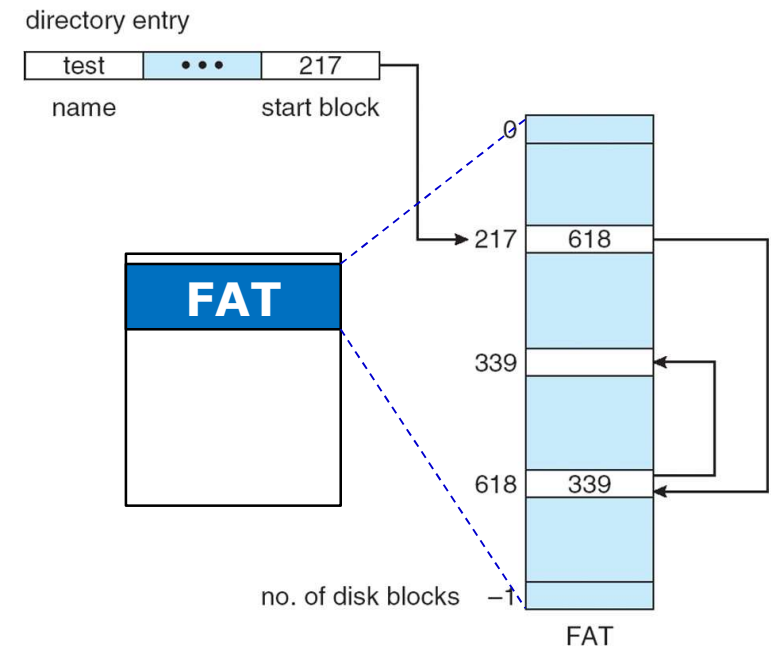 directory entry
test ••• 217
name start block
0
217 618
FAT
339
618 339
no. of disk blocks –1
FAT